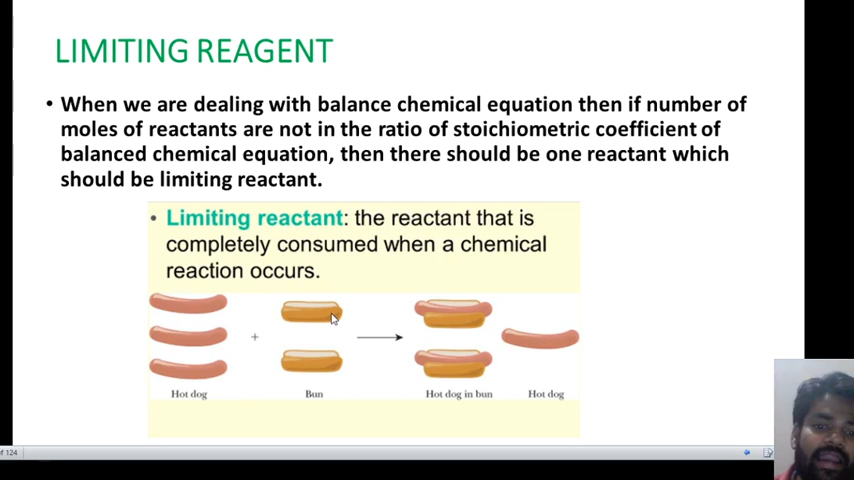 LIMITING REAGENT
• When we are dealing with balance chemical equation then if number of
moles of reactants are not in the ratio of stoichiometric coefficient of
balanced chemical equation, then there should be one reactant which
should be limiting reactant.
• Limiting reactant: the reactant that is
completely consumed when a chemical
reaction occurs.
+
Hot dog Bun Hot dog in bun Hot dog
of 124